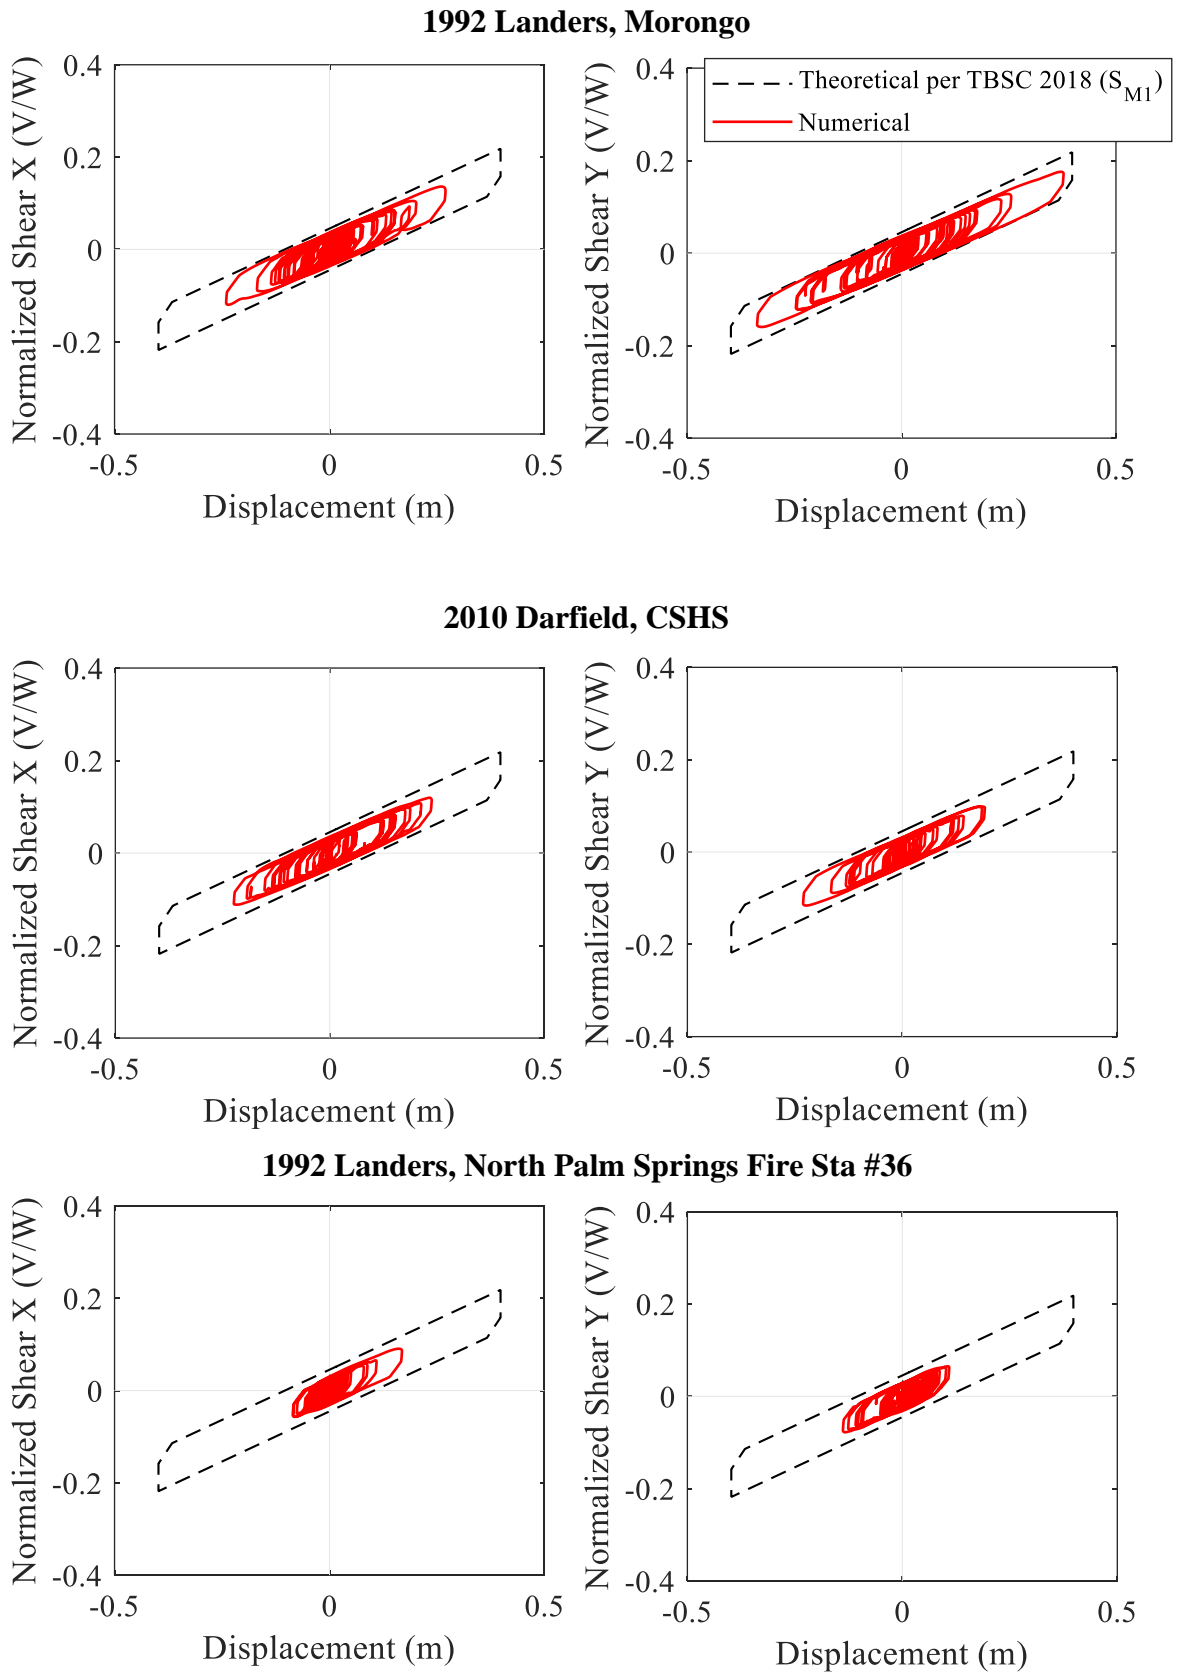 1992 Landers, Morongo
Normalized Shear X (V/W)
0.4
0.2
0
-0.2
-0.4
-0.5
0
0.5
Displacement (m)
Normalized Shear Y (V/W)
0.4
0.2
0
-0.2
-0.4
-0.5
0
0.5
Displacement (m)
Theoretical per TBSC 2018 (S_M1)
Numerical
2010 Darfield, CSHS
Normalized Shear X (V/W)
0.4
0.2
0
-0.2
-0.4
-0.5
0
0.5
Displacement (m)
Normalized Shear Y (V/W)
0.4
0.2
0
-0.2
-0.4
-0.5
0
0.5
Displacement (m)
1992 Landers, North Palm Springs Fire Sta #36
Normalized Shear X (V/W)
0.4
0.2
0
-0.2
-0.4
-0.5
0
0.5
Displacement (m)
Normalized Shear Y (V/W)
0.4
0.2
0
-0.2
-0.4
-0.5
0
0.5
Displacement (m)